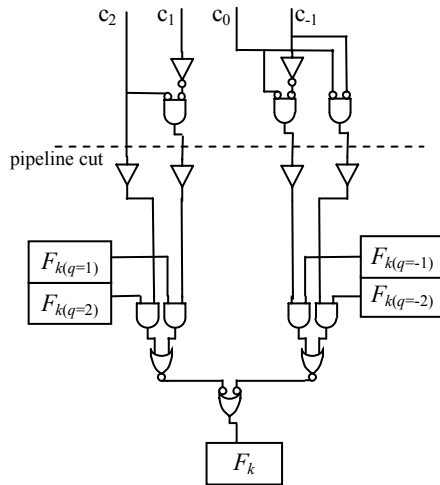 c₂ c₁ c₀ c₋₁
pipeline cut
Fₖ(q=1) Fₖ(q=-1)
Fₖ(q=2) Fₖ(q=-2)
Fₖ